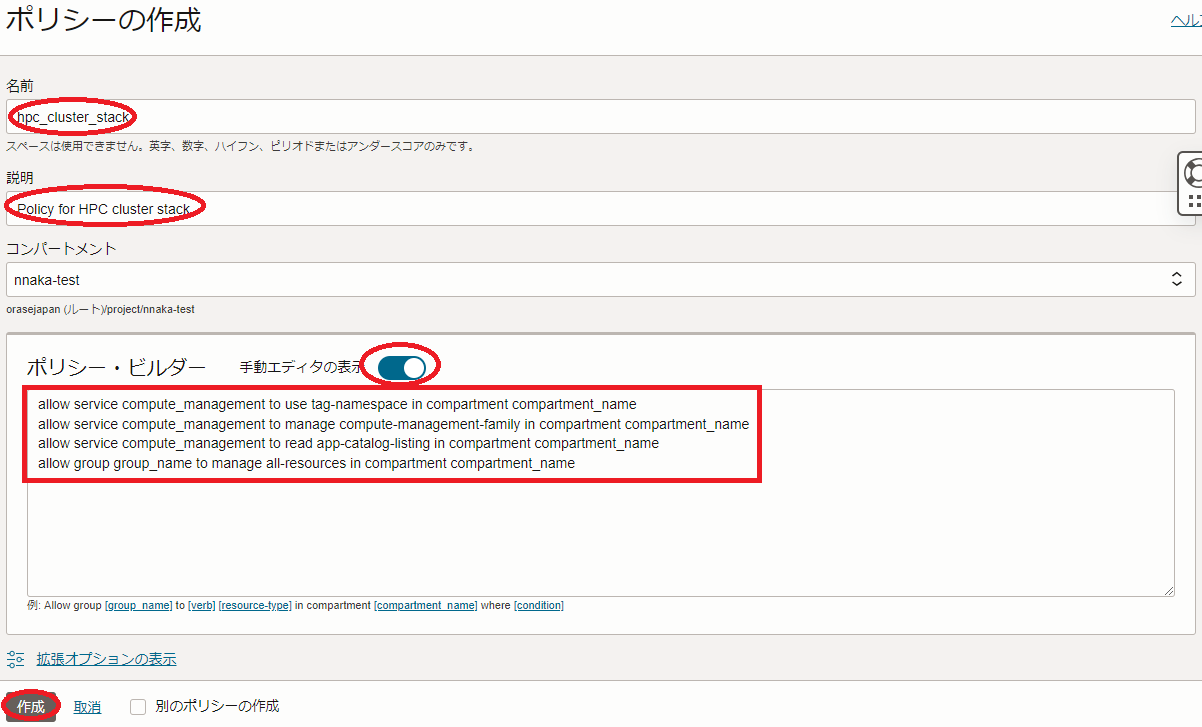 ポリシーの作成
ヘル
名前
hpc_cluster_stack
スペースは使用できません。英字、数字、ハイフン、ピリオドまたはアンダースコアのみです。
説明
Policy for HPC cluster stack
コンパートメント
nnaka-test
orasejapan (ルート)/project/nnaka-test
ポリシー・ビルダー 手動エディタの表示
allow service compute_management to use tag-namespace in compartment compartment_name
allow service compute_management to manage compute-management-family in compartment compartment_name
allow service compute_management to read app-catalog-listing in compartment compartment_name
allow group group_name to manage all-resources in compartment compartment_name
例: Allow group [group_name] to [verb] [resource-type] in compartment [compartment_name] where [condition]
拡張オプションの表示
作成 取消 別のポリシーの作成